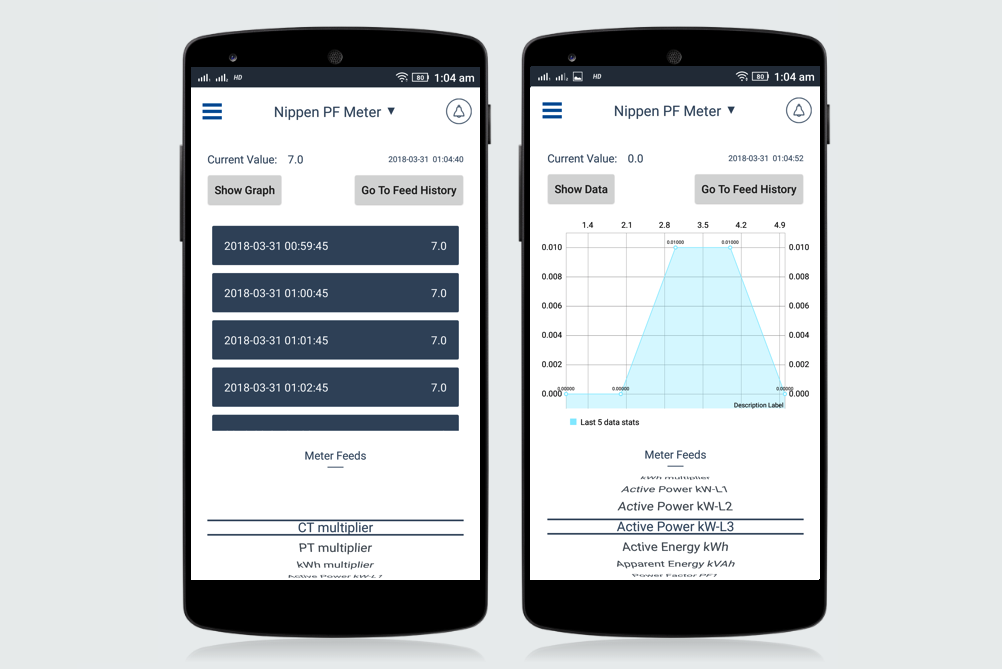 HD 80 1:04 am
Nippen PF Meter ▼
Current Value: 7.0 2018-03-31 01:04:40
Show Graph Go To Feed History
2018-03-31 00:59:45 7.0
2018-03-31 01:00:45 7.0
2018-03-31 01:01:45 7.0
2018-03-31 01:02:45 7.0
Meter Feeds
CT multiplier
PT multiplier
kWh multiplier
Active Power kW-L1
HD 80 1:04 am
Nippen PF Meter ▼
Current Value: 0.0 2018-03-31 01:04:52
Show Data Go To Feed History
1.4 2.1 2.8 3.5 4.2 4.9
0.01000 0.01000
0.010 0.010
0.008 0.008
0.006 0.006
0.004 0.004
0.002 0.002
0.00000 0.00000 0.00000
0.000 0.000
Description Label
Last 5 data stats
Meter Feeds
kWh multiplier
Active Power kW-L1
Active Power kW-L2
Active Power kW-L3
Active Energy kWh
Apparent Energy kVAh
Power Factor PF1